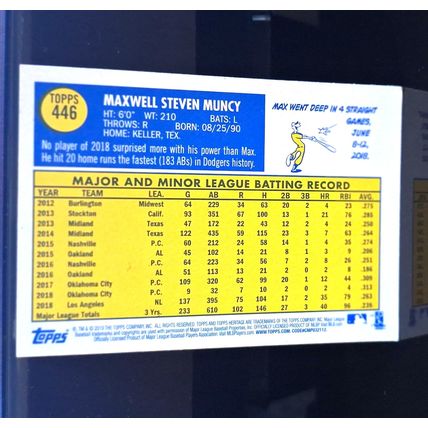 TOPPS
446
MAXWELL STEVEN MUNCY
HT: 6'0" WT: 210 BATS: L
THROWS: R BORN: 08/25/90
HOME: KELLER, TEX.
No player of 2018 surprised more with his power than Max.
He hit 20 home runs the fastest (183 ABs) in Dodgers history.
MAX WENT DEEP IN 4 STRAIGHT
GAMES,
JUNE
8-12,
2018.
MAJOR AND MINOR LEAGUE BATTING RECORD
YEAR TEAM LEA. G AB R H 2B 3B HR RBI AVG.
2012 Burlington Midwest 64 229 34 63 20 2 4 23 .275
2013 Stockton Calif. 93 351 67 100 13 1 21 76 .285
2013 Midland Texas 47 172 22 43 12 2 4 24 .250
2014 Midland Texas 122 435 59 115 23 3 7 63 .264
2015 Nashville P.C. 60 212 24 58 14 1 4 35 .274
2015 Oakland AL 45 102 14 21 8 1 3 9 .206
2016 Nashville P.C. 64 223 34 56 7 2 8 26 .251
2016 Oakland AL 51 113 13 21 2 0 2 8 .186
2017 Oklahoma City P.C. 109 320 62 99 20 1 12 44 .309
2018 Oklahoma City P.C. 9 32 7 10 2 0 2 4 .313
2018 Los Angeles NL 137 395 75 104 17 2 35 79 .263
Major League Totals 3 Yrs. 233 610 102 146 27 3 40 96 .239
Topps